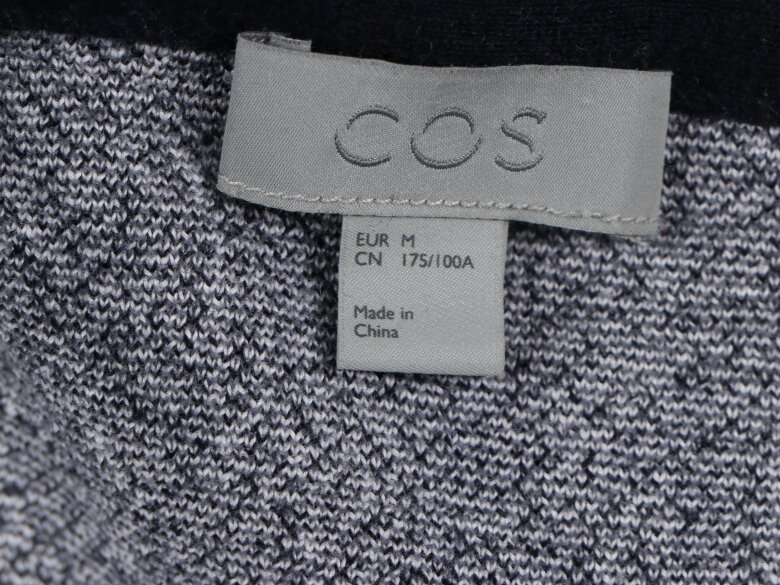 COS
EUR M
CN 175/100A
Made in
China